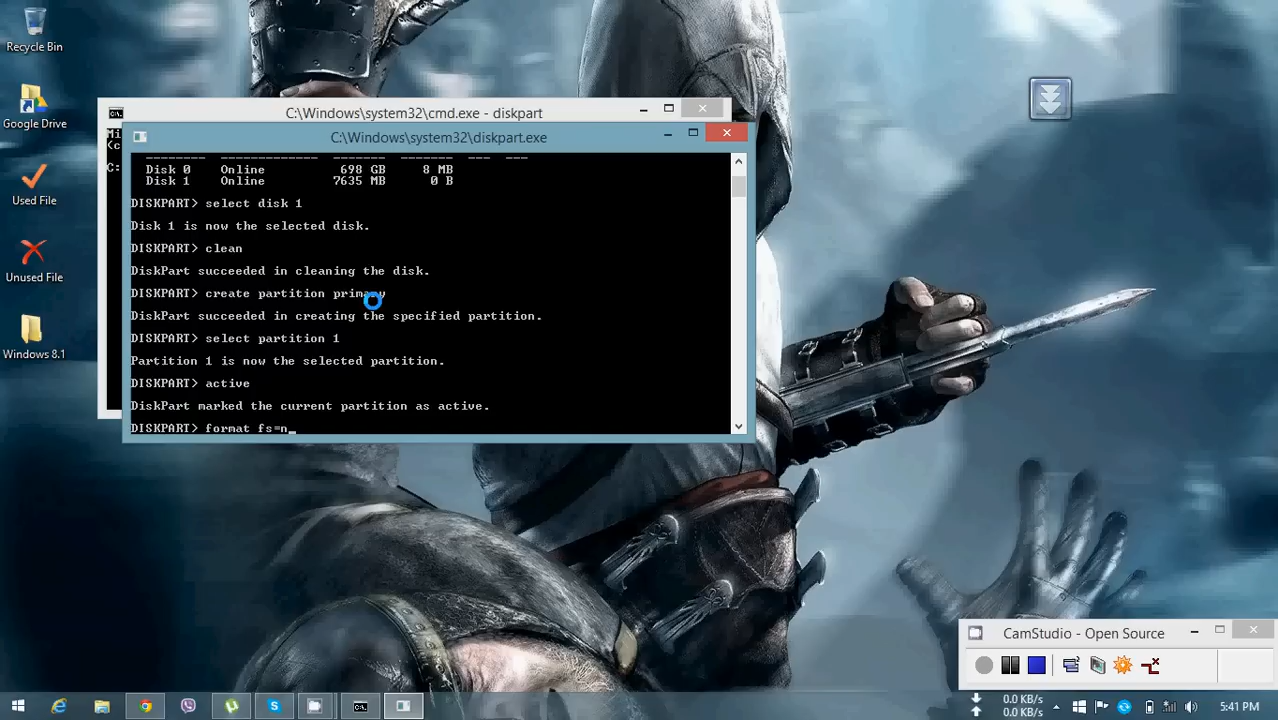 Recycle Bin
Google Drive
Used File
Unused File
Windows 8.1
C:\Windows\system32\cmd.exe - diskpart
Mi
(c
C:
C:\Windows\system32\diskpart.exe
-------- ------------- ------- ------- --- ---
Disk 0 Online 698 GB 8 MB
Disk 1 Online 7635 MB 0 B
DISKPART> select disk 1
Disk 1 is now the selected disk.
DISKPART> clean
DiskPart succeeded in cleaning the disk.
DISKPART> create partition primary
DiskPart succeeded in creating the specified partition.
DISKPART> select partition 1
Partition 1 is now the selected partition.
DISKPART> active
DiskPart marked the current partition as active.
DISKPART> format fs=n_
CamStudio - Open Source
0.0 KB/s
0.0 KB/s
5:41 PM